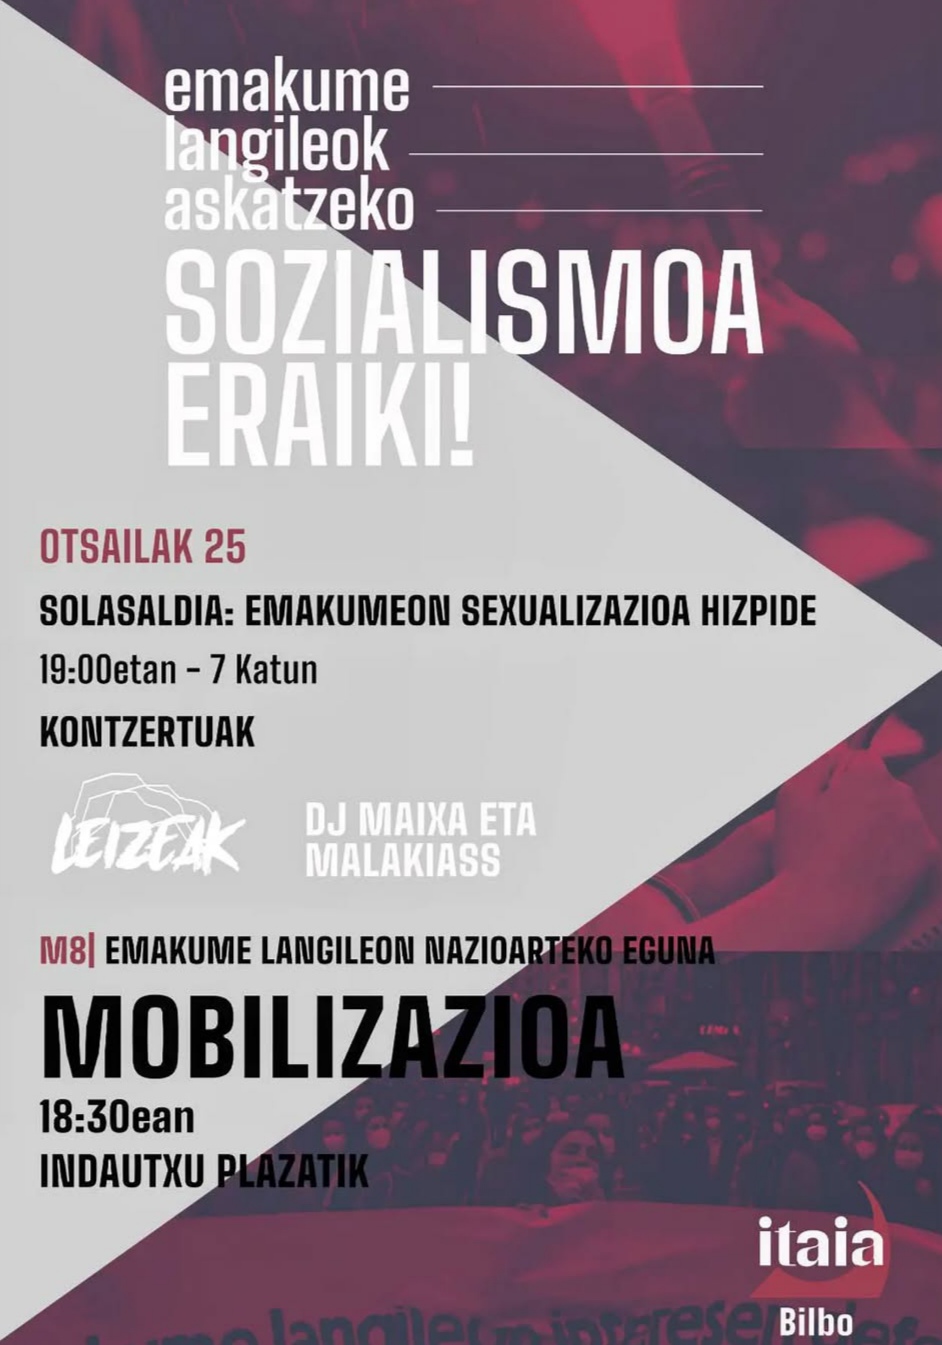 emakume
langileok
askatzeko
SOZIALISMOA
ERAIKI!
OTSAILAK 25
SOLASALDIA: EMAKUMEON SEXUALIZAZIOA HIZPIDE
19:00etan - 7 Katun
KONTZERTUAK
LEIZEAK
DJ MAIXA ETA
MALAKIASS
M8| EMAKUME LANGILEON NAZIOARTEKO EGUNA
MOBILIZAZIOA
18:30ean
INDAUTXU PLAZATIK
itaia
Bilbo